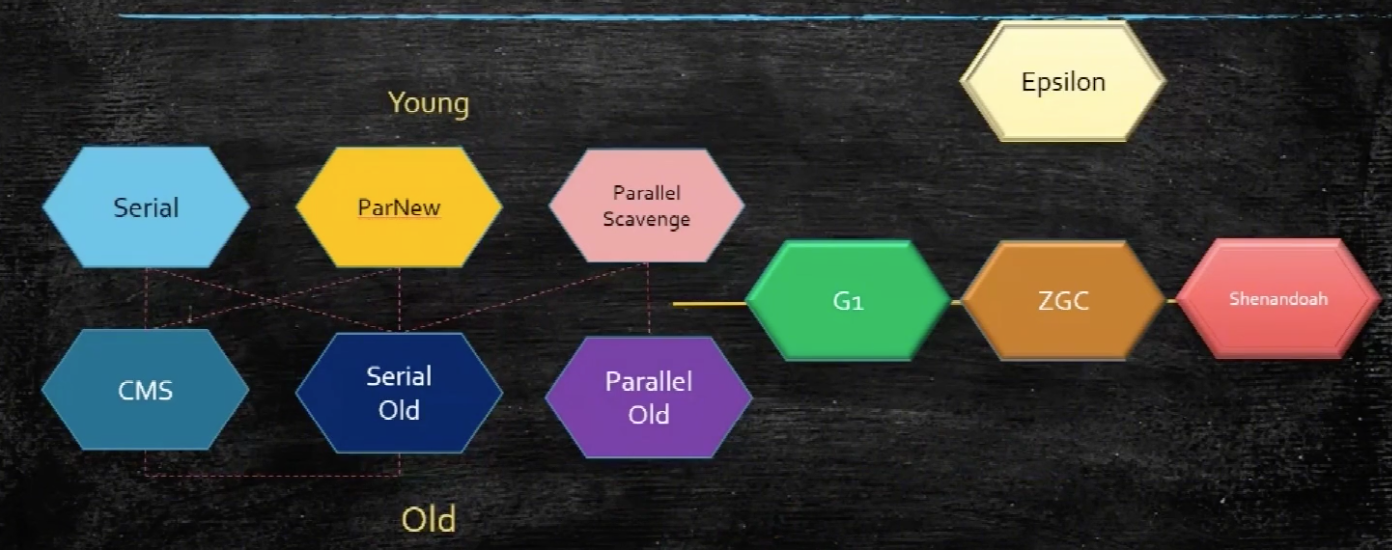 Epsilon
Young
Serial
ParNew
Parallel
Scavenge
G1
ZGC
Shenandoah
CMS
Serial
Old
Parallel
Old
Old